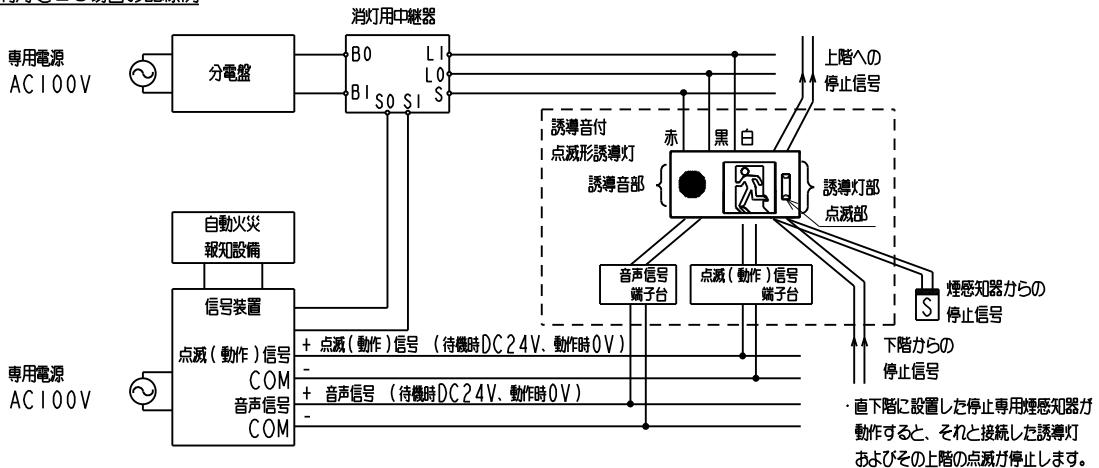 消灯用中継器
専用電源
AC100V
分電盤
B0
B1
S0 S1
L1
L0
S
上階への
停止信号
誘導音付
点滅形誘導灯
赤 黒 白
誘導音部
誘導灯部
点滅部
自動火災
報知設備
信号装置
音声信号
端子台
点滅(動作)信号
端子台
S
煙感知器からの
停止信号
点滅(動作)信号
COM
音声信号
COM
+ 点滅(動作)信号 (待機時DC24V、動作時0V)
-
+ 音声信号 (待機時DC24V、動作時0V)
-
下階からの
停止信号
専用電源
AC100V
・直下階に設置した停止専用煙感知器が
動作すると、それと接続した誘導灯
およびその上階の点滅が停止します。